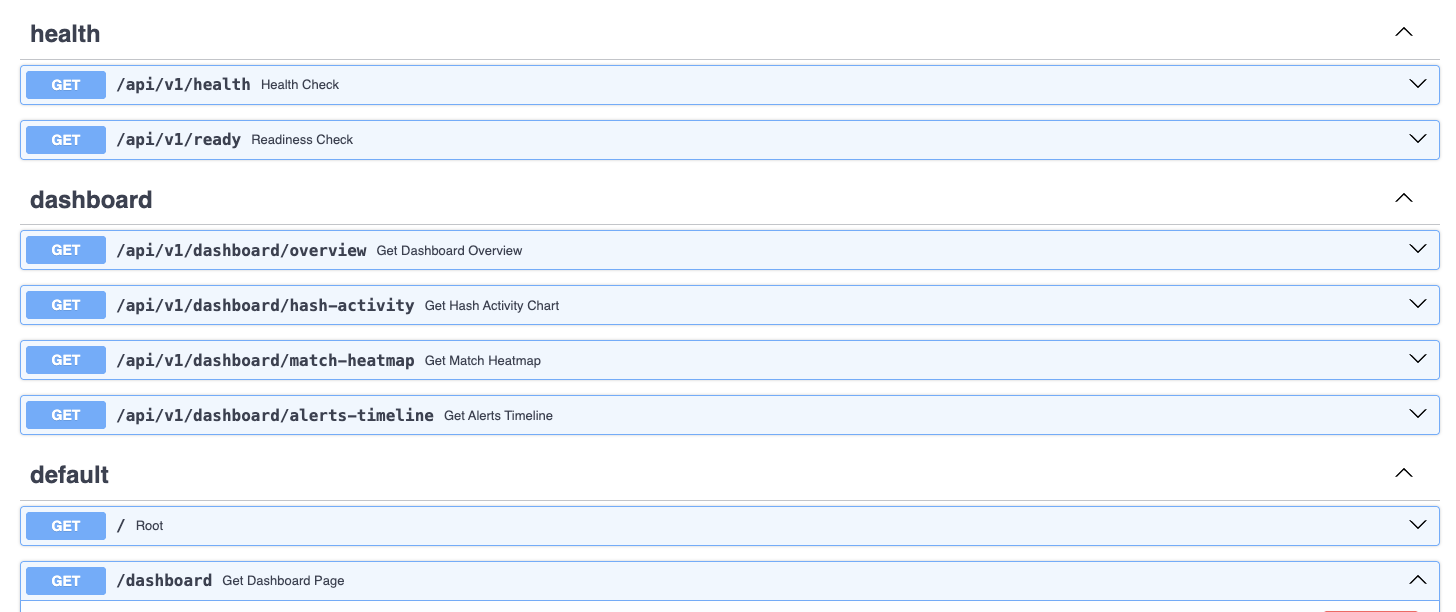 health
GET /api/v1/health Health Check
GET /api/v1/ready Readiness Check
dashboard
GET /api/v1/dashboard/overview Get Dashboard Overview
GET /api/v1/dashboard/hash-activity Get Hash Activity Chart
GET /api/v1/dashboard/match-heatmap Get Match Heatmap
GET /api/v1/dashboard/alerts-timeline Get Alerts Timeline
default
GET / Root
GET /dashboard Get Dashboard Page